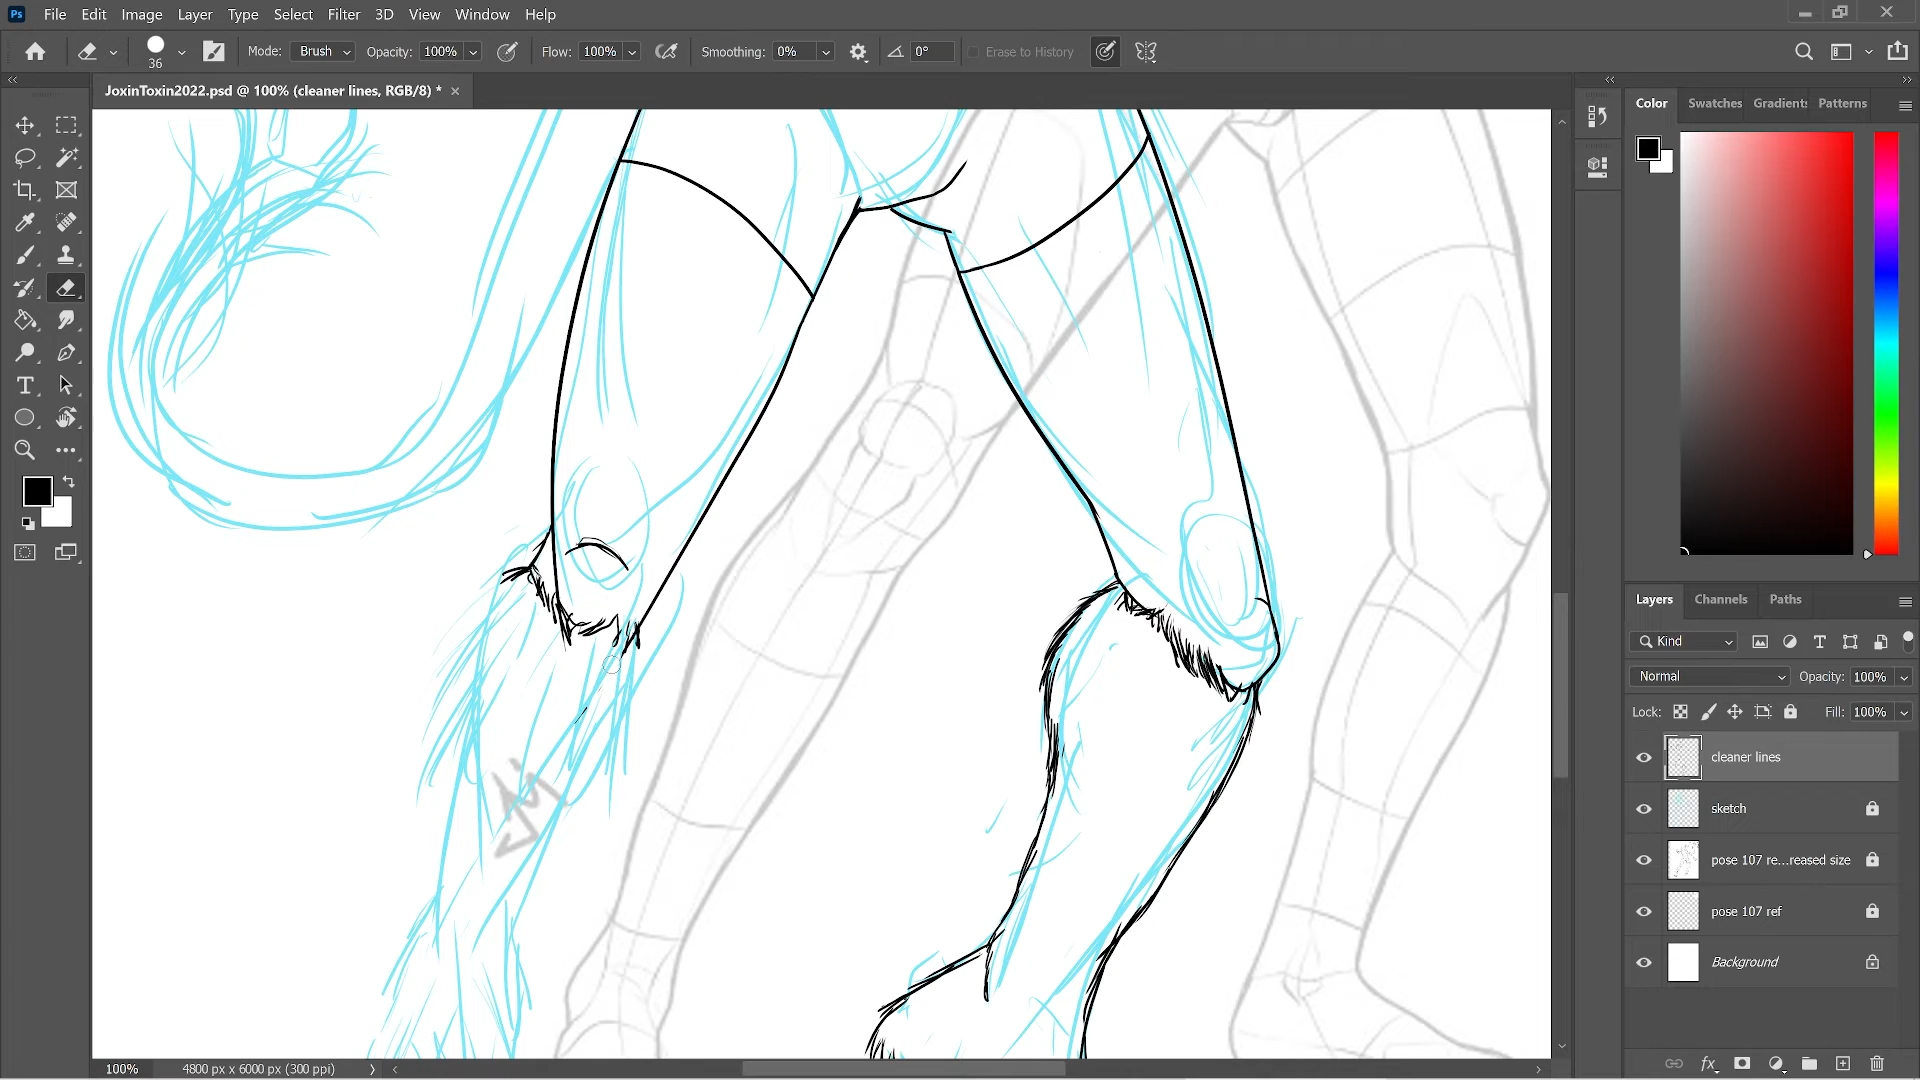 Ps File Edit Image Layer Type Select Filter 3D View Window Help
36 Mode: Brush Opacity: 100% Flow: 100% Smoothing: 0% 0° Erase to History
JoxinToxin2022.psd @ 100% (cleaner lines, RGB/8) *
Color Swatches Gradients Patterns
Layers Channels Paths
Kind
Normal Opacity: 100%
Lock: Fill: 100%
cleaner lines
sketch
pose 107 re...reased size
pose 107 ref
Background
fx
100% 4800 px x 6000 px (300 ppi)